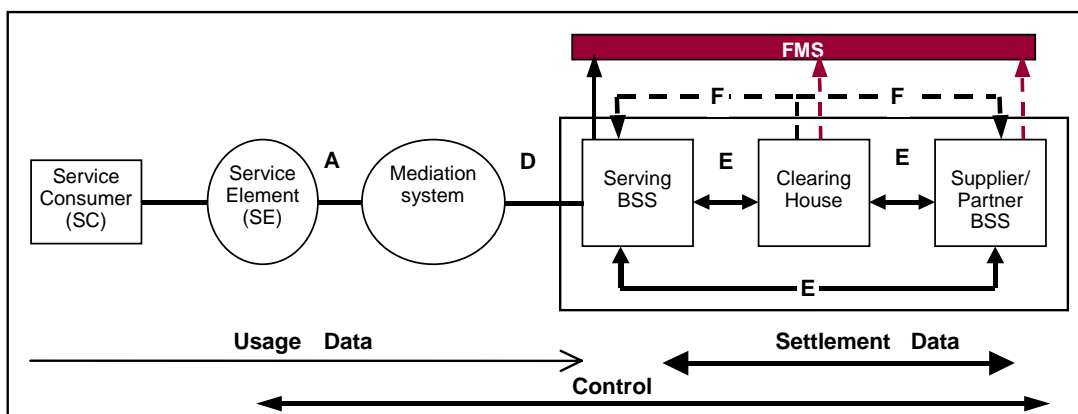 FMS
F F
A D E E
Service
Consumer
(SC)
Service
Element
(SE)
Mediation
system
Serving
BSS
Clearing
House
Supplier/
Partner
BSS
E
Usage Data
Settlement Data
Control